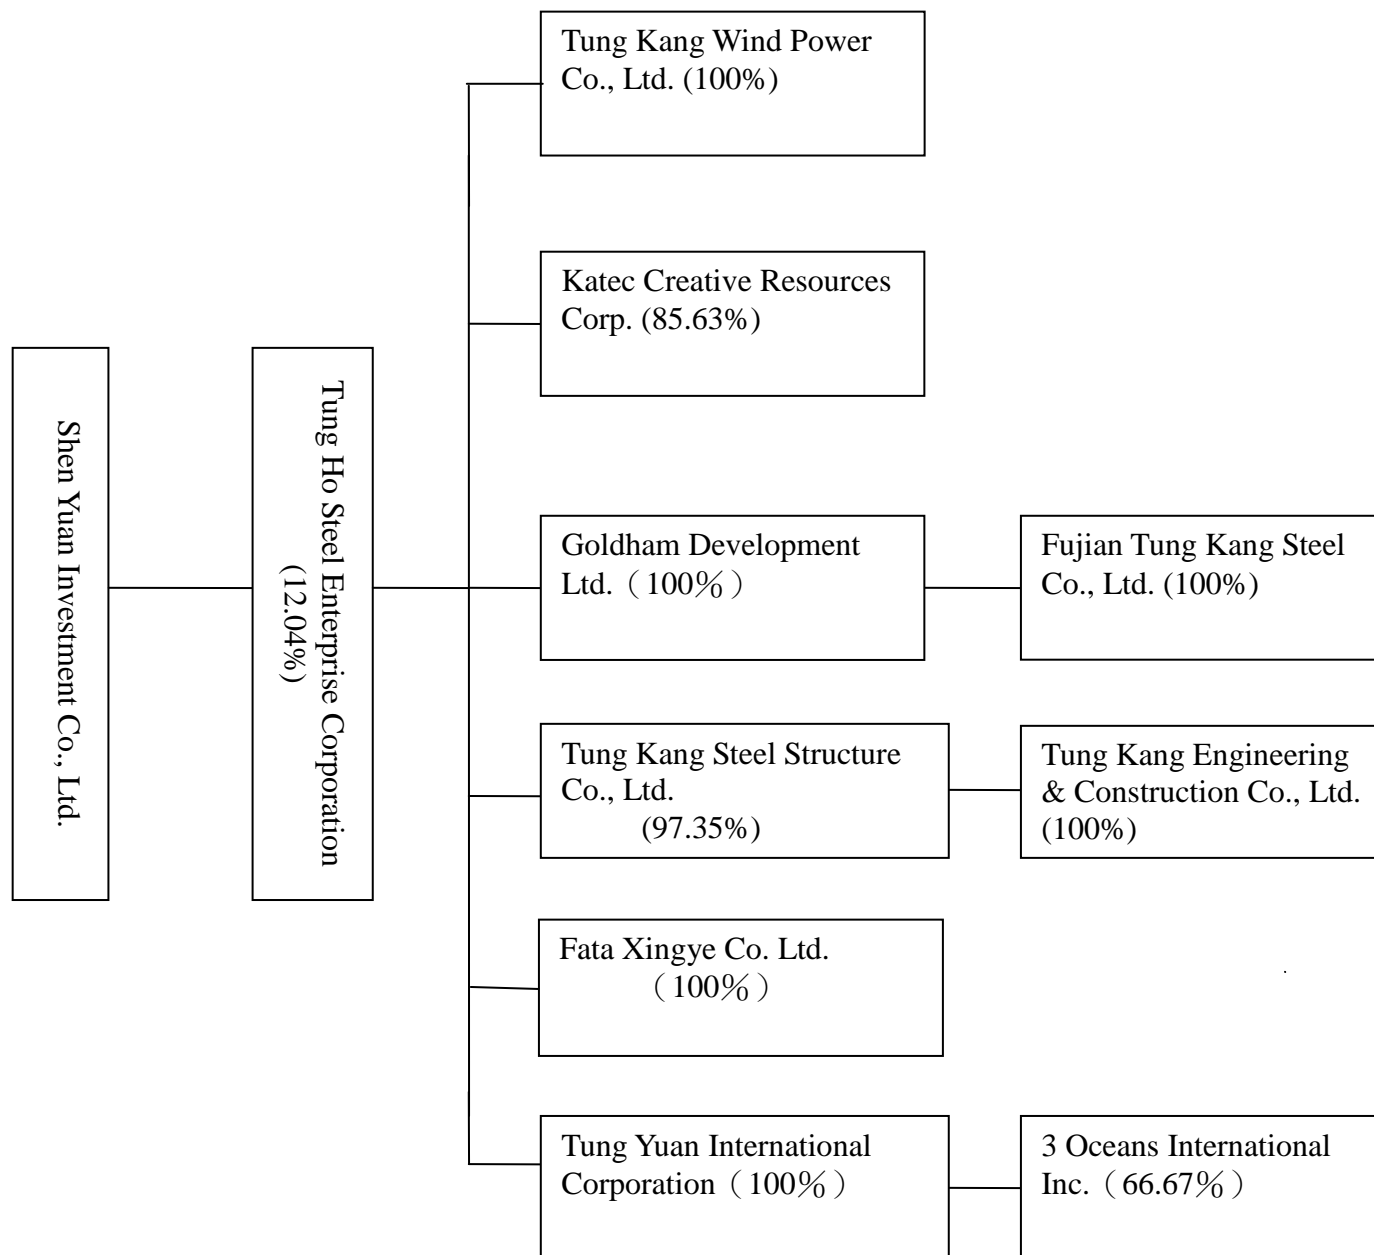 Tung Kang Wind Power
Co., Ltd. (100%)
Katec Creative Resources
Corp. (85.63%)
Shen Yuan Investment Co., Ltd.
Tung Ho Steel Enterprise Corporation
(12.04%)
Goldham Development
Ltd.（100％）
Fujian Tung Kang Steel
Co., Ltd. (100%)
Tung Kang Steel Structure
Co., Ltd.
(97.35%)
Tung Kang Engineering
& Construction Co., Ltd.
(100%)
Fata Xingye Co. Ltd.
（100％）
Tung Yuan International
Corporation（100％）
3 Oceans International
Inc.（66.67％）